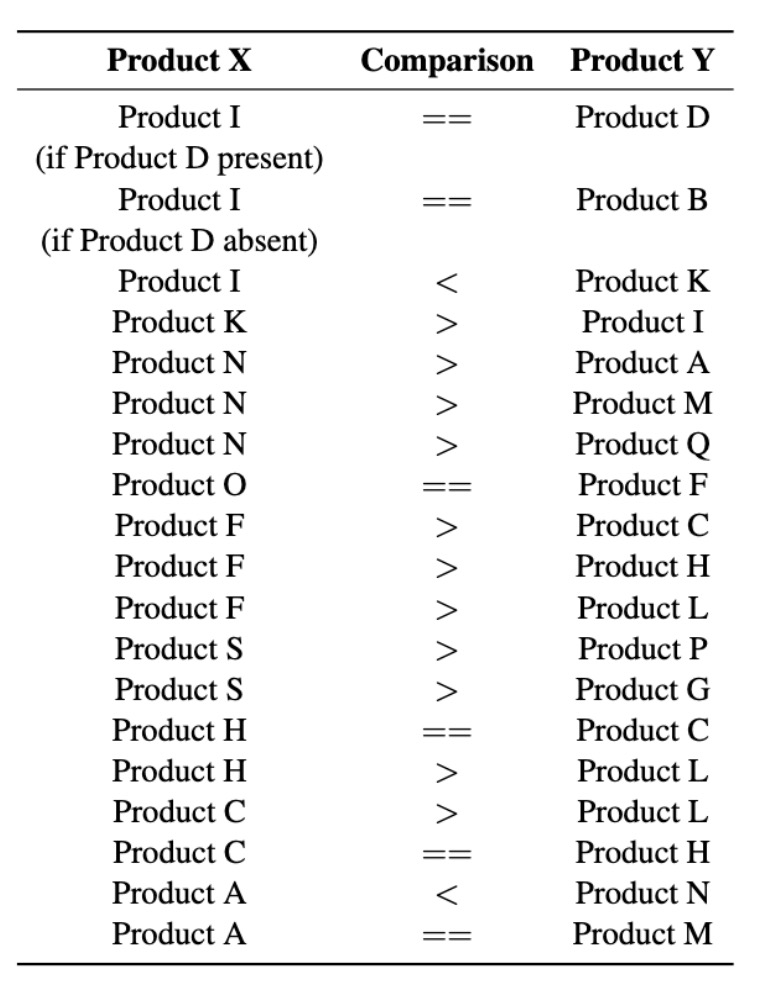 Product X Comparison Product Y
Product I == Product D
(if Product D present)
Product I == Product B
(if Product D absent)
Product I < Product K
Product K > Product I
Product N > Product A
Product N > Product M
Product N > Product Q
Product O == Product F
Product F > Product C
Product F > Product H
Product F > Product L
Product S > Product P
Product S > Product G
Product H == Product C
Product H > Product L
Product C > Product L
Product C == Product H
Product A < Product N
Product A == Product M